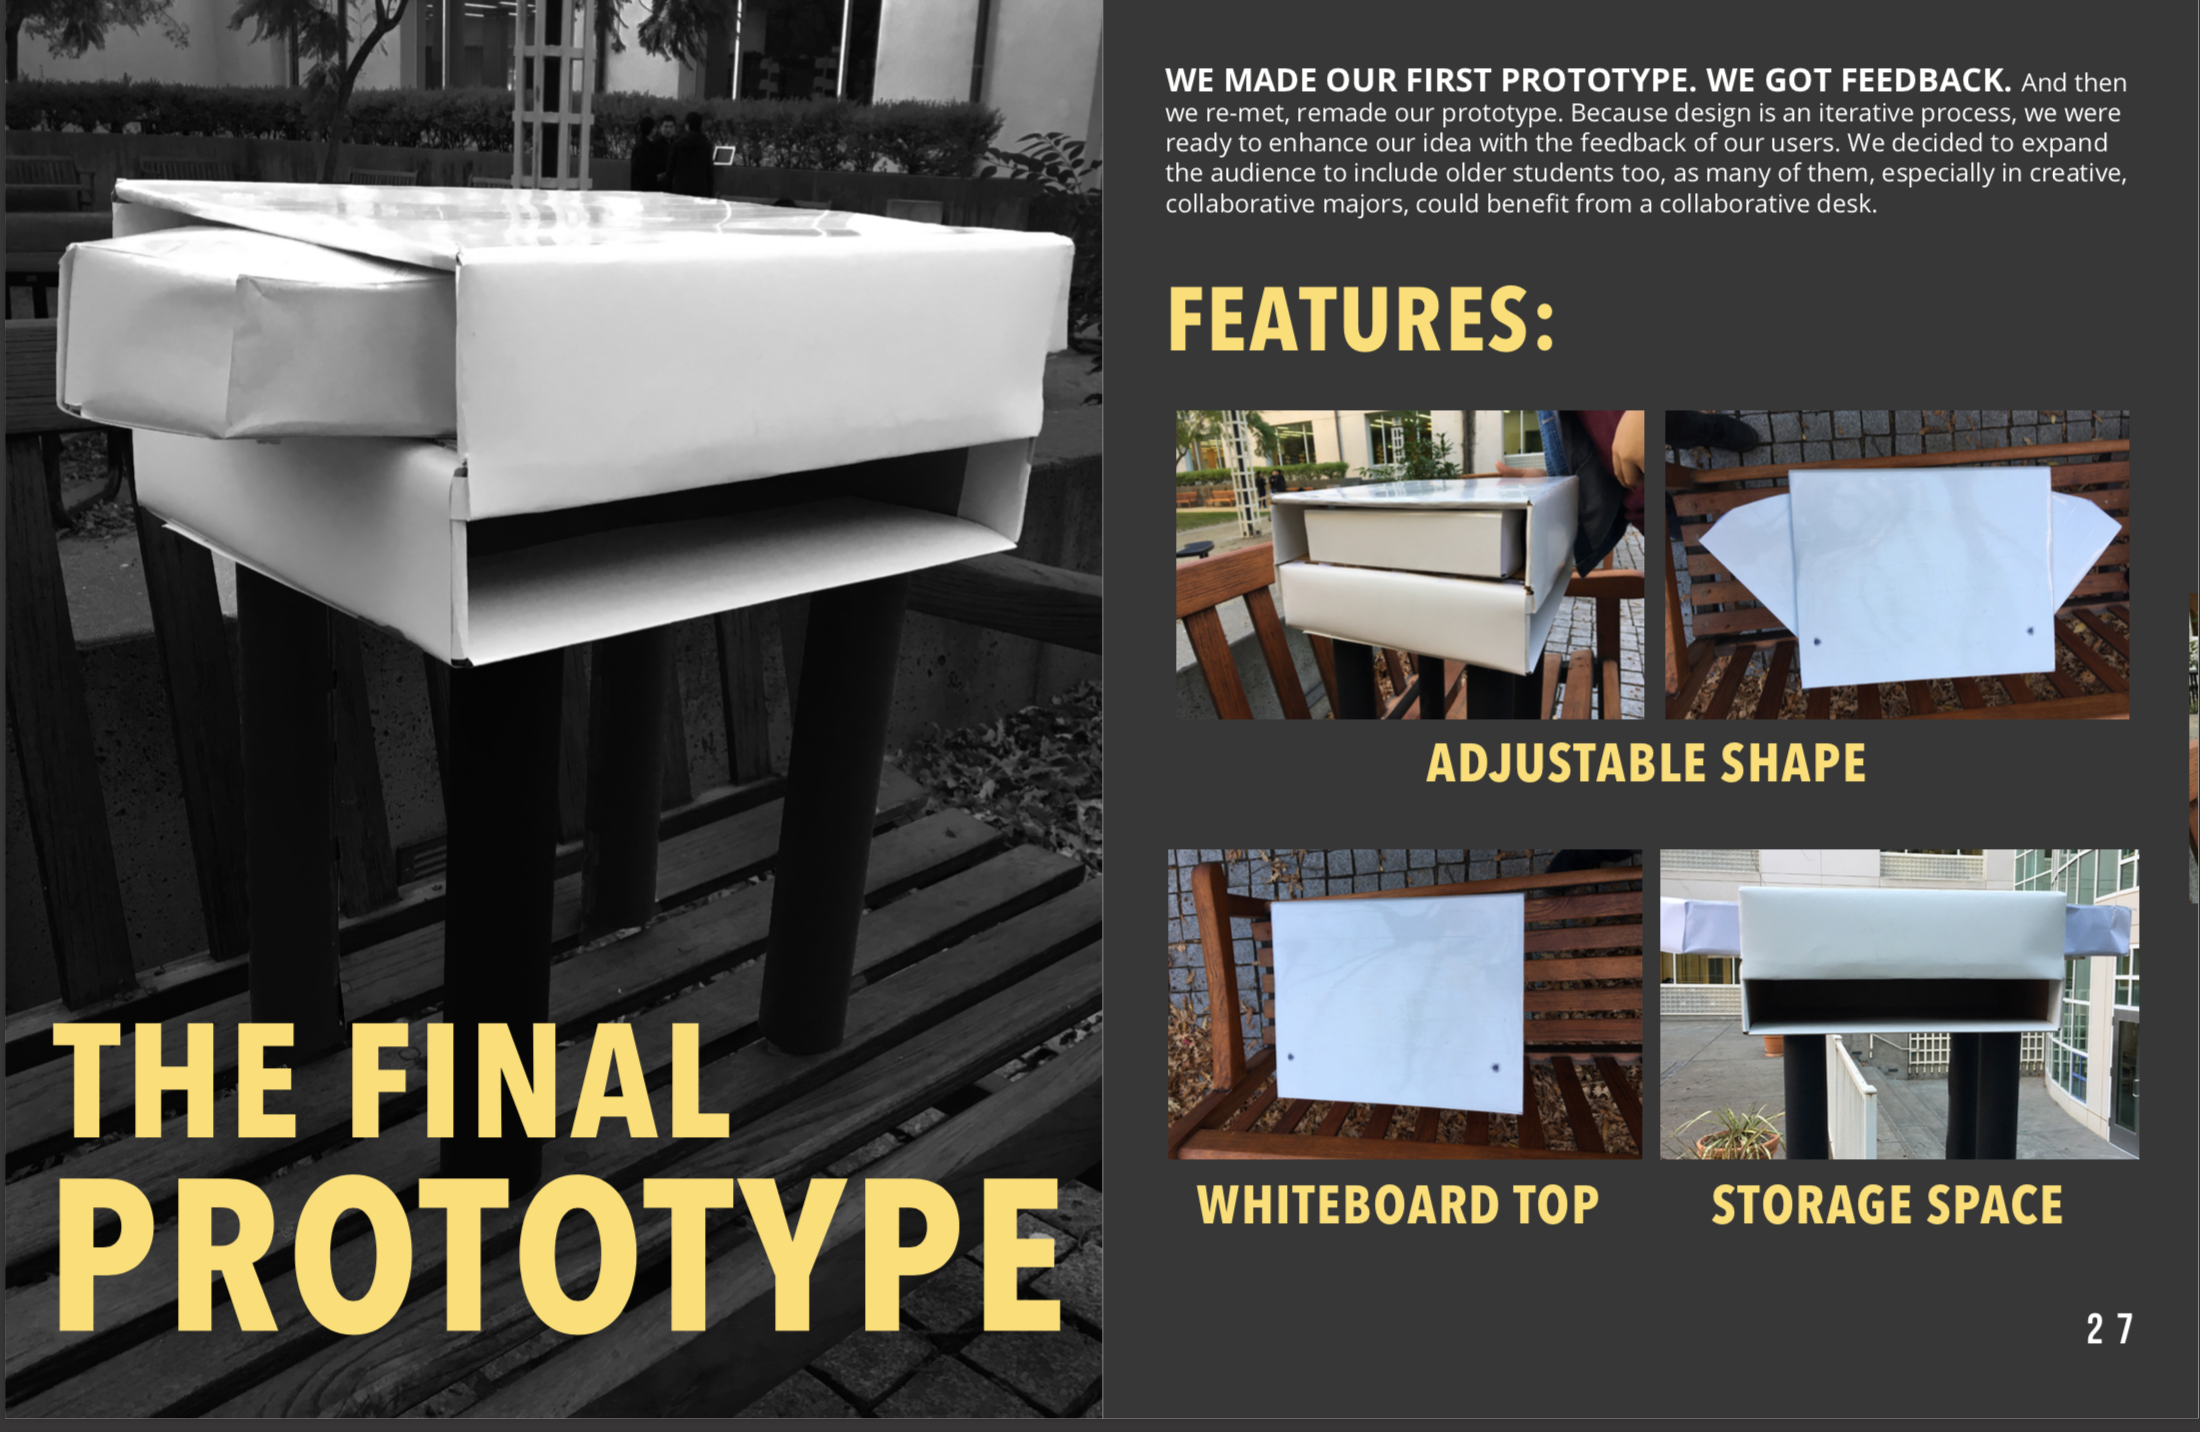 THE FINAL
PROTOTYPE
WE MADE OUR FIRST PROTOTYPE. WE GOT FEEDBACK. And then
we re-met, remade our prototype. Because design is an iterative process, we were
ready to enhance our idea with the feedback of our users. We decided to expand
the audience to include older students too, as many of them, especially in creative,
collaborative majors, could benefit from a collaborative desk.
FEATURES:
ADJUSTABLE SHAPE
WHITEBOARD TOP
STORAGE SPACE
27